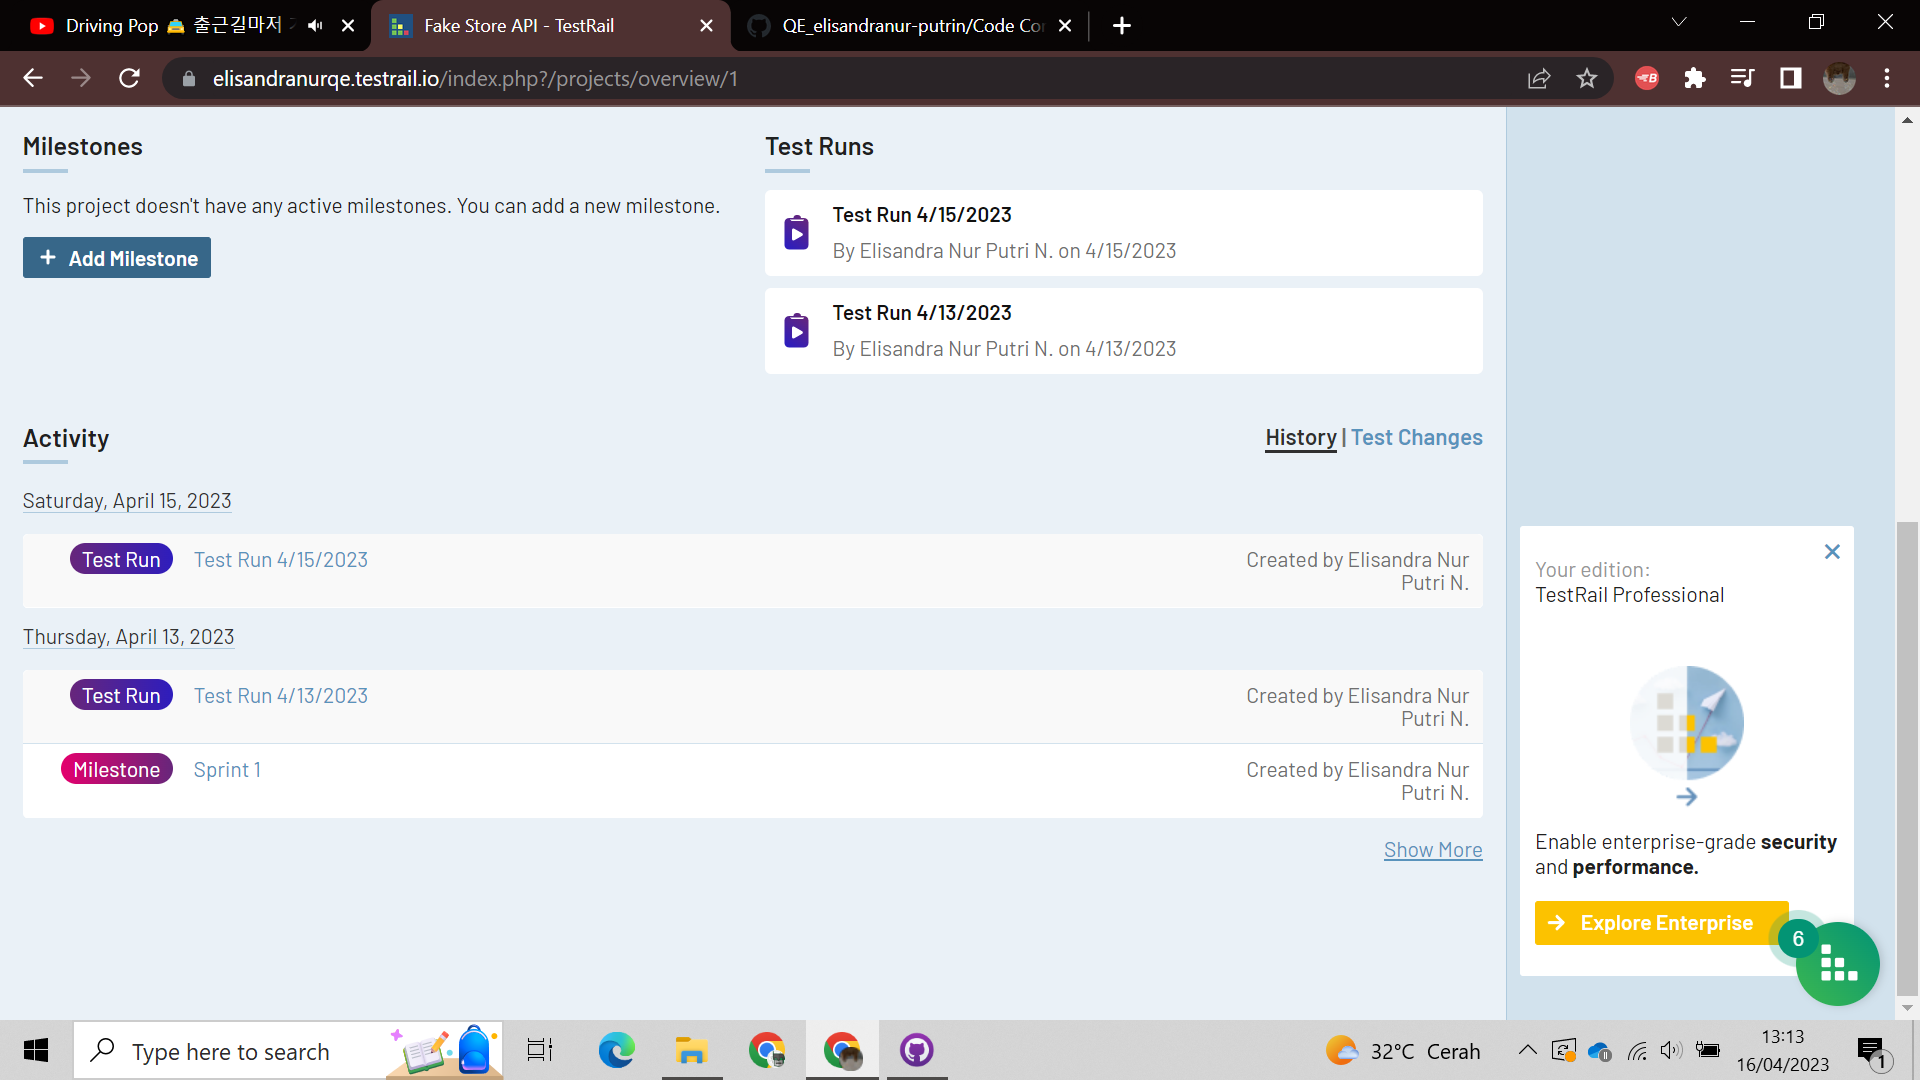 Driving Pop 🚖 출근길마저
Fake Store API - TestRail
QE_elisandranur-putrin/Code Co
elisandranurqe.testrail.io/index.php?/projects/overview/1
Milestones
This project doesn't have any active milestones. You can add a new milestone.
+ Add Milestone
Test Runs
Test Run 4/15/2023
By Elisandra Nur Putri N. on 4/15/2023
Test Run 4/13/2023
By Elisandra Nur Putri N. on 4/13/2023
Activity
History | Test Changes
Saturday, April 15, 2023
Test Run Test Run 4/15/2023
Created by Elisandra Nur
Putri N.
Thursday, April 13, 2023
Test Run Test Run 4/13/2023
Created by Elisandra Nur
Putri N.
Milestone Sprint 1
Created by Elisandra Nur
Putri N.
Show More
Your edition:
TestRail Professional
Enable enterprise-grade security
and performance.
Explore Enterprise
6
Type here to search
32°C Cerah
13:13
16/04/2023
1